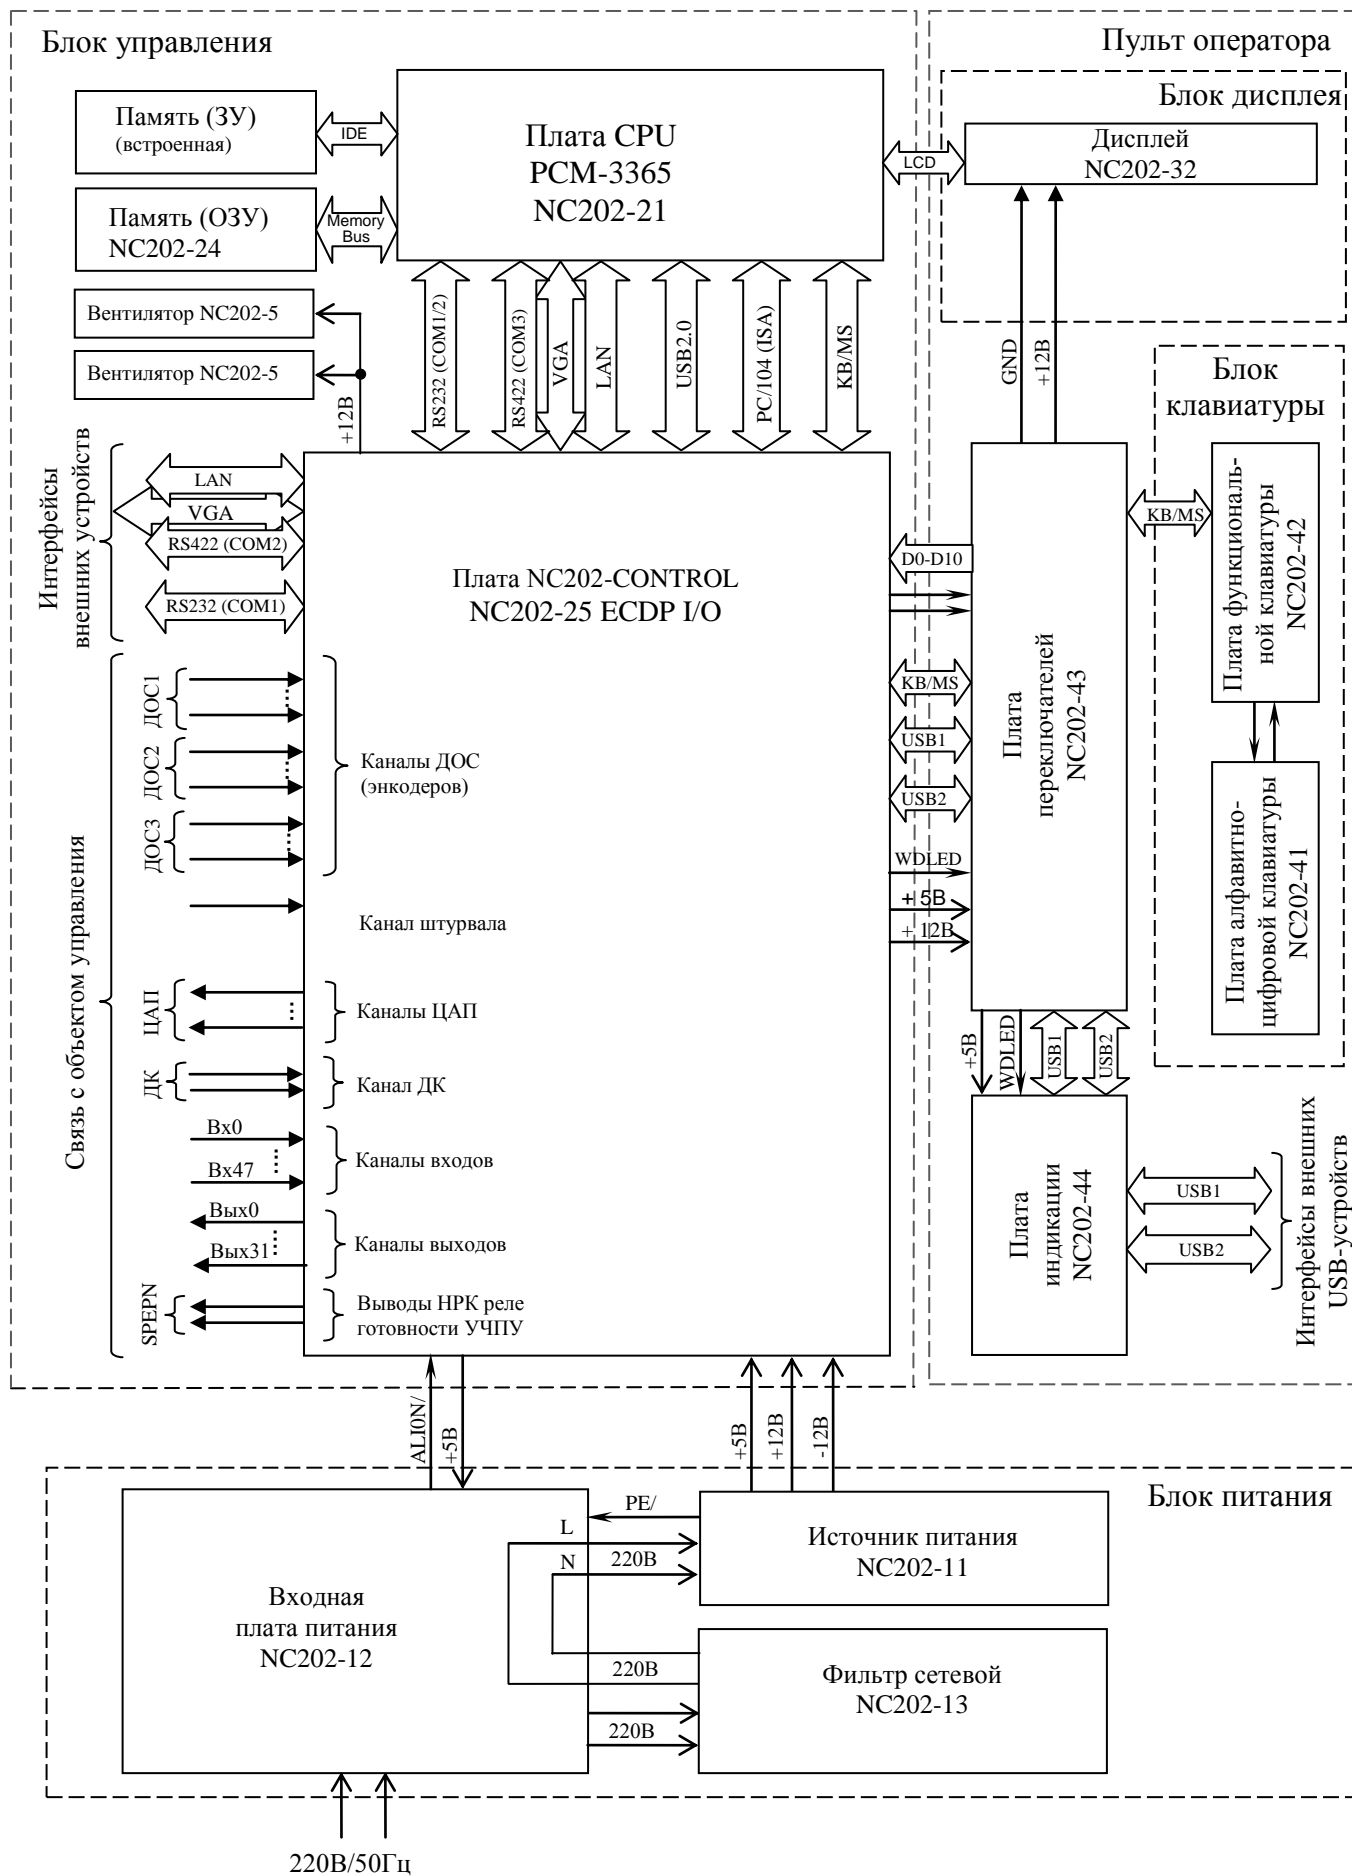 Блок управления
Пульт оператора
Блок дисплея
Память (ЗУ)
(встроенная)
IDE
Плата CPU
PCM-3365
NC202-21
LCD
Дисплей
NC202-32
Память (ОЗУ)
NC202-24
Memory
Bus
Вентилятор NC202-5
Вентилятор NC202-5
+12В
RS232 (COM1/2)
RS422 (COM3)
VGA
LAN
USB2.0
PC/104 (ISA)
KB/MS
GND
+12В
Блок
клавиатуры
Интерфейсы
внешних устройств
LAN
VGA
RS422 (COM2)
RS232 (COM1)
Плата NC202-CONTROL
NC202-25 ECDP I/O
D0-D10
KB/MS
USB1
USB2
WDLED
+ 5В
+ 12В
Плата
переключателей
NC202-43
KB/MS
Плата функциональ-
ной клавиатуры
NC202-42
Плата алфавитно-
цифровой клавиатуры
NC202-41
Связь с объектом управления
ДОС1
ДОС2
ДОС3
Каналы ДОС
(энкодеров)
Канал штурвала
ЦАП
Каналы ЦАП
ДК
Канал ДК
Вх0
Вх47
Каналы входов
Вых0
Вых31
Каналы выходов
SPEPN
Выводы НРК реле
готовности УЧПУ
+5В
WDLED
USB1
USB2
Плата
индикации
NC202-44
USB1
USB2
Интерфейсы внешних
USB-устройств
ALI0N/
+5В
+5В
+12В
-12В
Блок питания
PE/
L
N
220В
Источник питания
NC202-11
Входная
плата питания
NC202-12
220В
220В
Фильтр сетевой
NC202-13
220В/50Гц